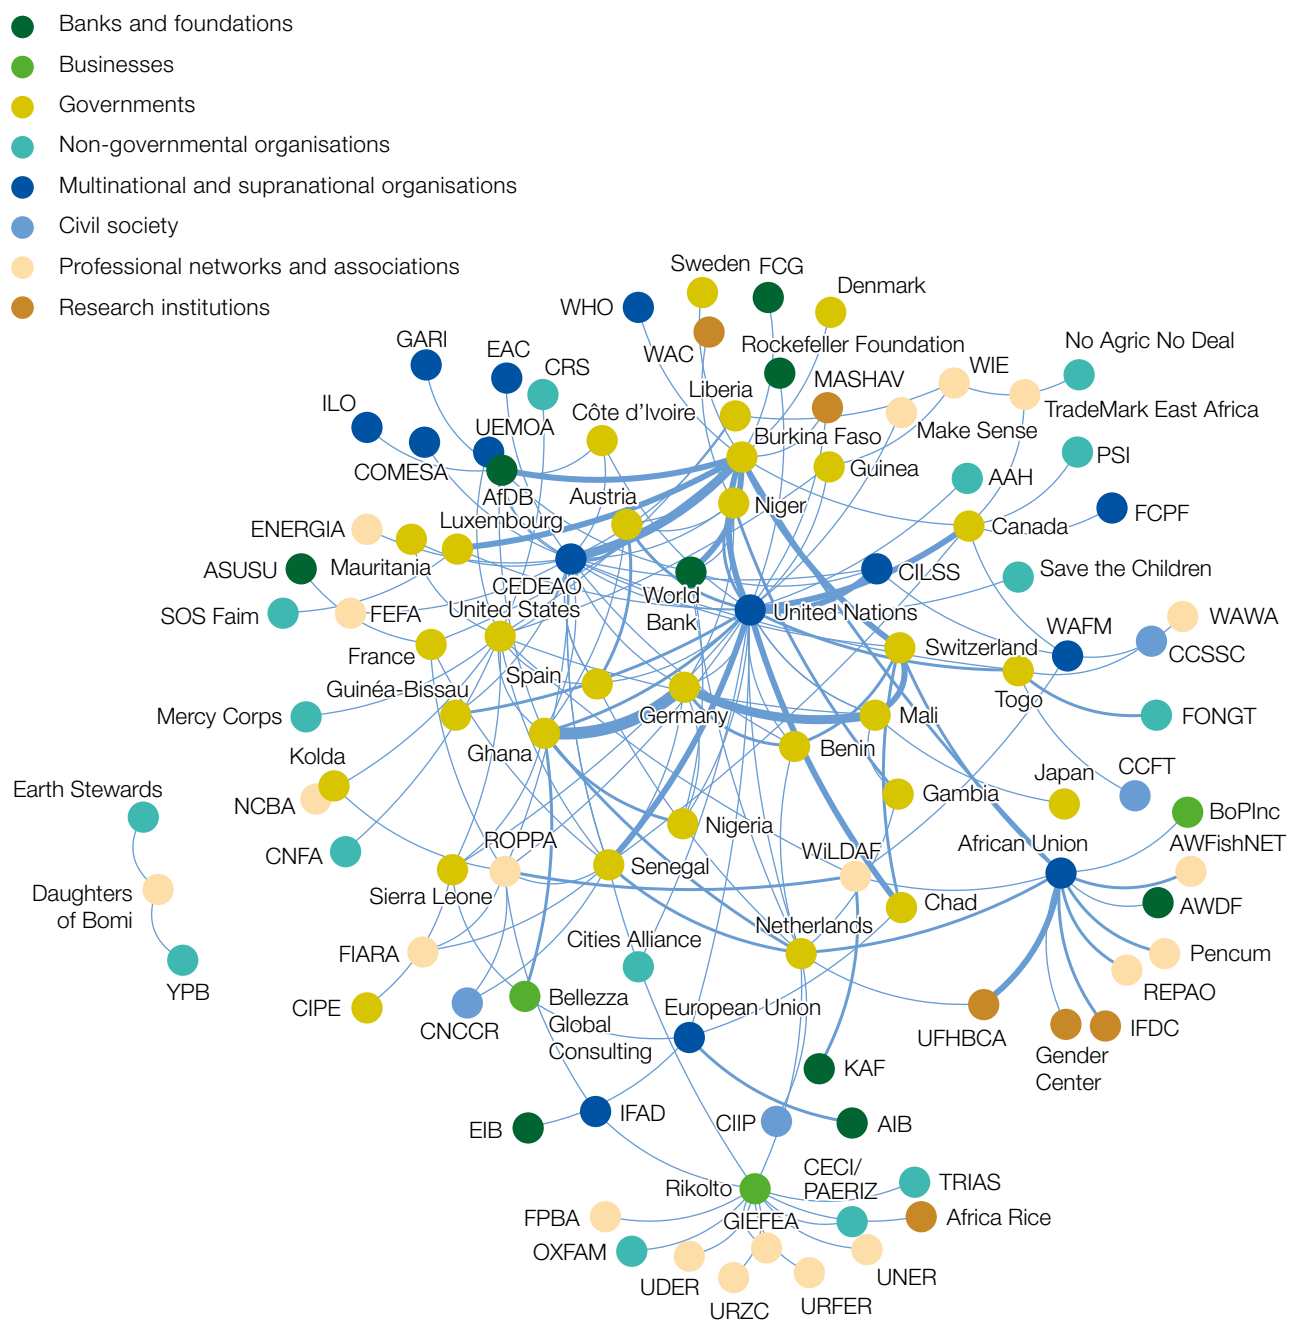 Banks and foundations
Businesses
Governments
Non-governmental organisations
Multinational and supranational organisations
Civil society
Professional networks and associations
Research institutions
Sweden
FCG
Denmark
WHO
WAC
Rockefeller Foundation
No Agric No Deal
GARI
EAC
CRS
WIE
MASHAV
Liberia
TradeMark East Africa
ILO
Côte d'Ivoire
UEMOA
Burkina Faso
Make Sense
COMESA
Guinea
PSI
AAH
AfDB
Austria
Niger
FCPF
Luxembourg
ENERGIA
Canada
Mauritania
ASUSU
CEDEAO
World
Bank
CILSS
Save the Children
SOS Faim
FEFA
United States
United Nations
WAWA
WAFM
CCSSC
France
Switzerland
Spain
Guinéa-Bissau
Togo
Mercy Corps
Germany
Mali
FONGT
Ghana
Benin
Kolda
CCFT
Japan
Earth Stewards
NCBA
Gambia
BoPInc
Nigeria
African Union
AWFishNET
CNFA
ROPPA
WiLDAF
Senegal
Daughters
of Bomi
Sierra Leone
Chad
AWDF
Netherlands
Cities Alliance
FIARA
Pencum
REPAO
YPB
CIPE
CNCCR
Bellezza
Global
Consulting
European Union
UFHBCA
Gender
Center
IFDC
KAF
EIB
IFAD
CIIP
AIB
CECI/
PAERIZ
Rikolto
TRIAS
FPBA
GIEFEA
Africa Rice
OXFAM
UDER
UNER
URZC
URFER